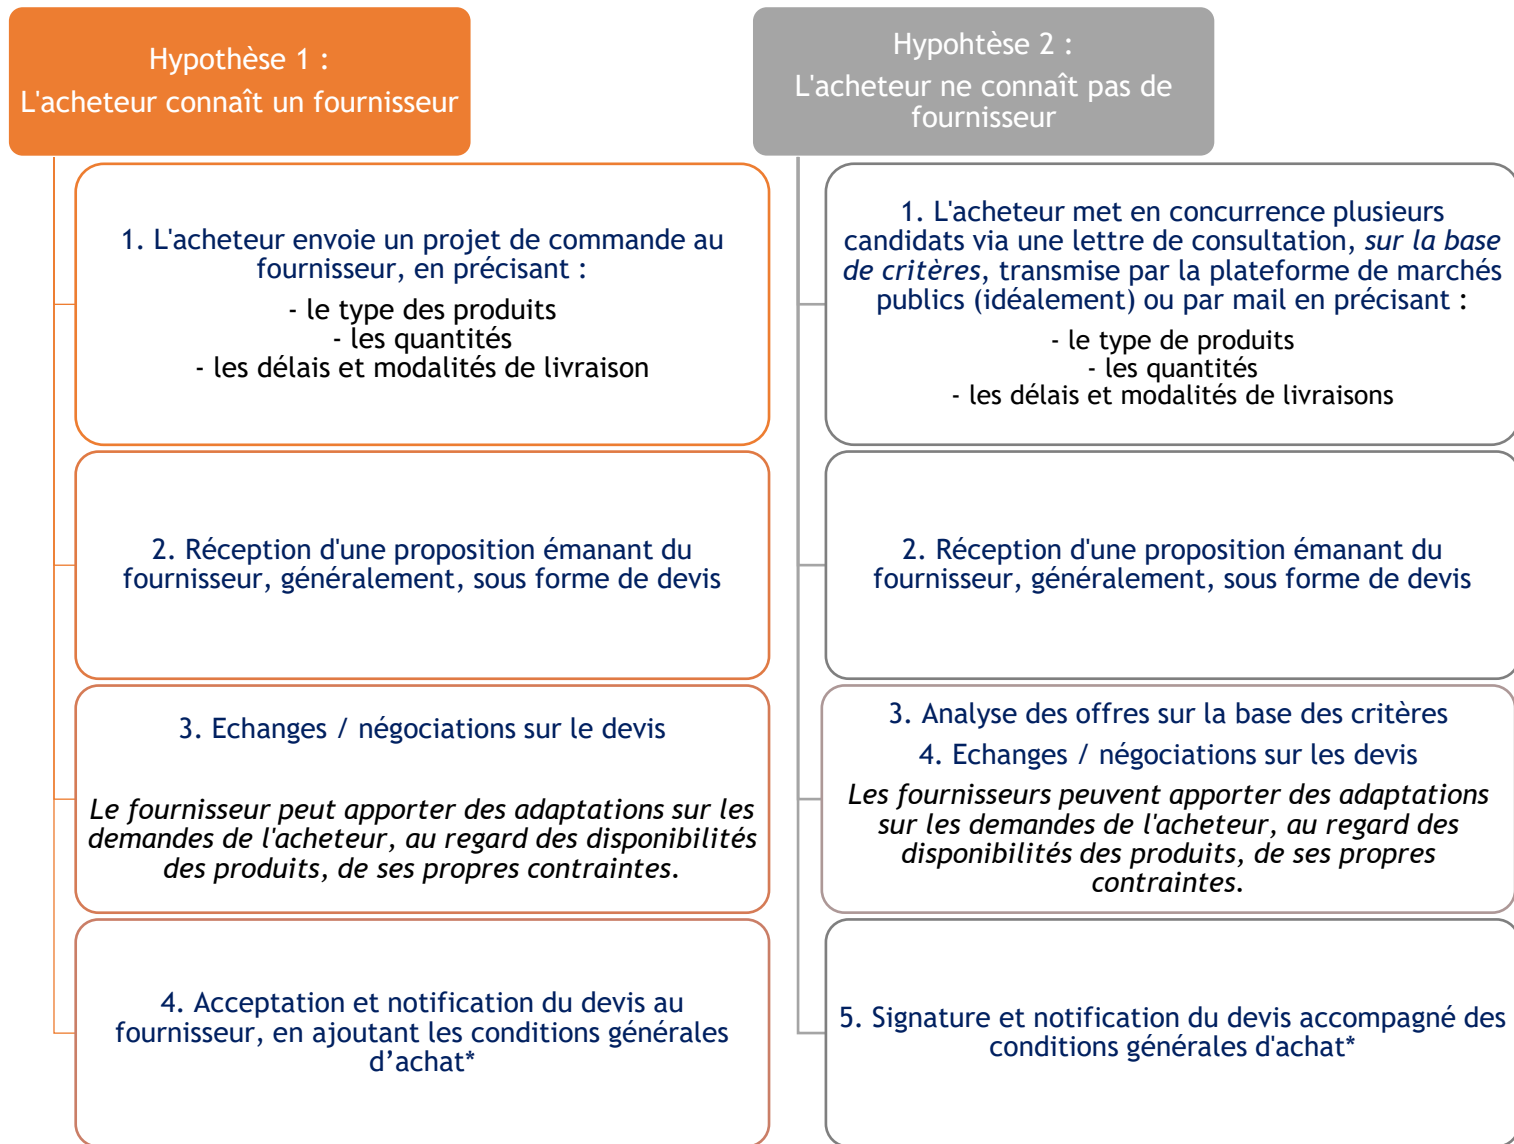 Hypothèse 1 :
L'acheteur connaît un fournisseur
1. L'acheteur envoie un projet de commande au
fournisseur, en précisant :
- le type des produits
- les quantités
- les délais et modalités de livraison
2. Réception d'une proposition émanant du
fournisseur, généralement, sous forme de devis
3. Echanges / négociations sur le devis
Le fournisseur peut apporter des adaptations sur les
demandes de l'acheteur, au regard des disponibilités
des produits, de ses propres contraintes.
4. Acceptation et notification du devis au
fournisseur, en ajoutant les conditions générales
d’achat*
Hypohtèse 2 :
L'acheteur ne connaît pas de
fournisseur
1. L'acheteur met en concurrence plusieurs
candidats via une lettre de consultation, sur la base
de critères, transmise par la plateforme de marchés
publics (idéalement) ou par mail en précisant :
- le type de produits
- les quantités
- les délais et modalités de livraisons
2. Réception d'une proposition émanant du
fournisseur, généralement, sous forme de devis
3. Analyse des offres sur la base des critères
4. Echanges / négociations sur les devis
Les fournisseurs peuvent apporter des adaptations
sur les demandes de l'acheteur, au regard des
disponibilités des produits, de ses propres
contraintes.
5. Signature et notification du devis accompagné des
conditions générales d'achat*